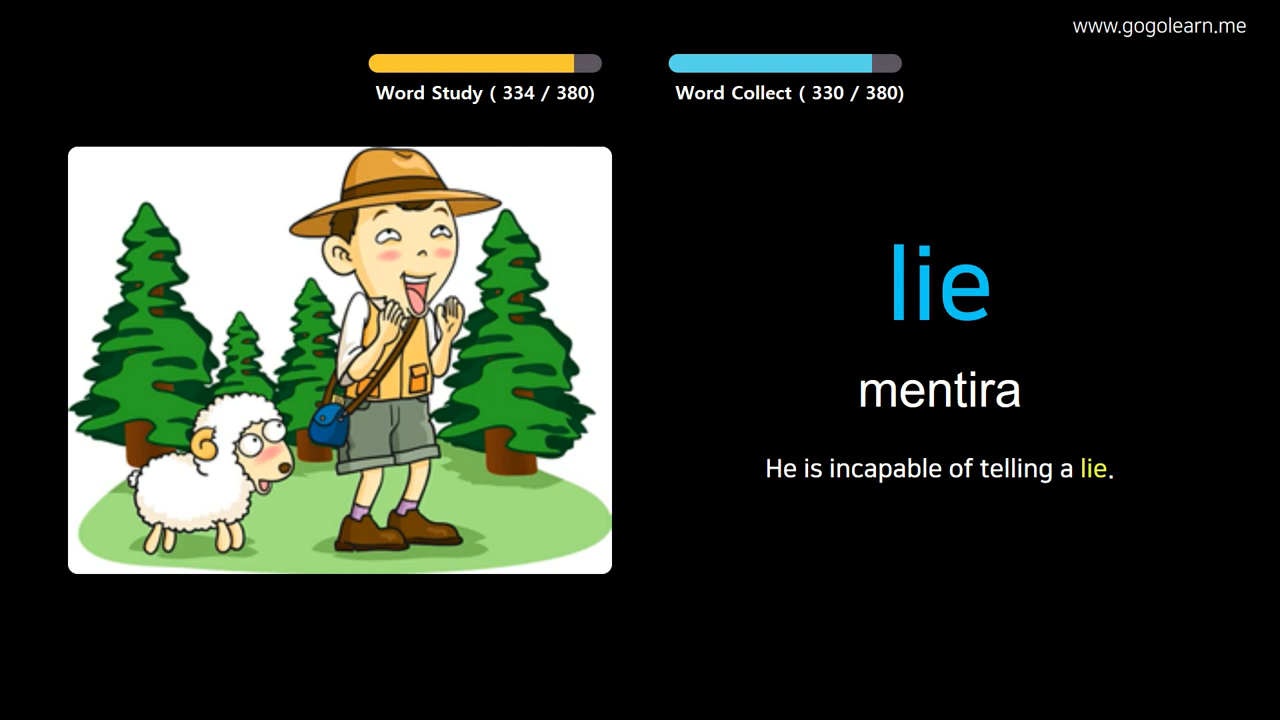 www.gogolearn.me
Word Study ( 334 / 380)
Word Collect ( 330 / 380)
lie
mentira
He is incapable of telling a lie.